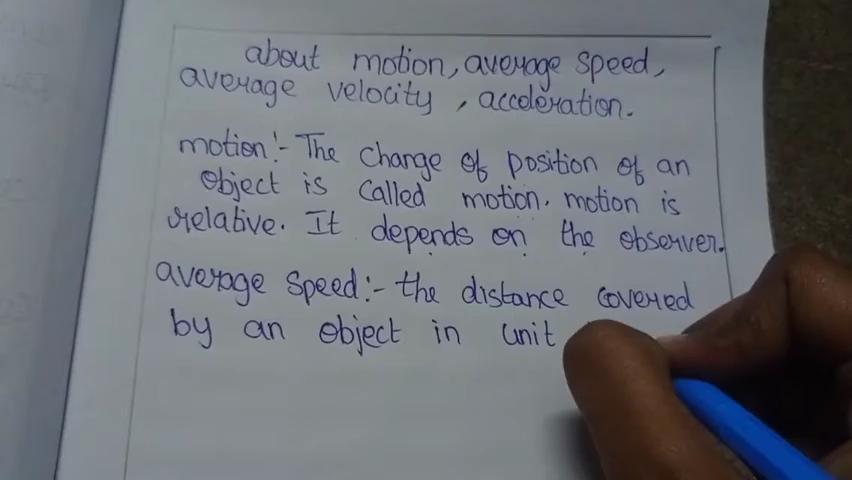 about motion, average speed,
average velocity, acceleration.
motion:- The change of position of an
object is called motion. motion is
relative. It depends on the observer.
average speed:- the distance covered
by an object in unit